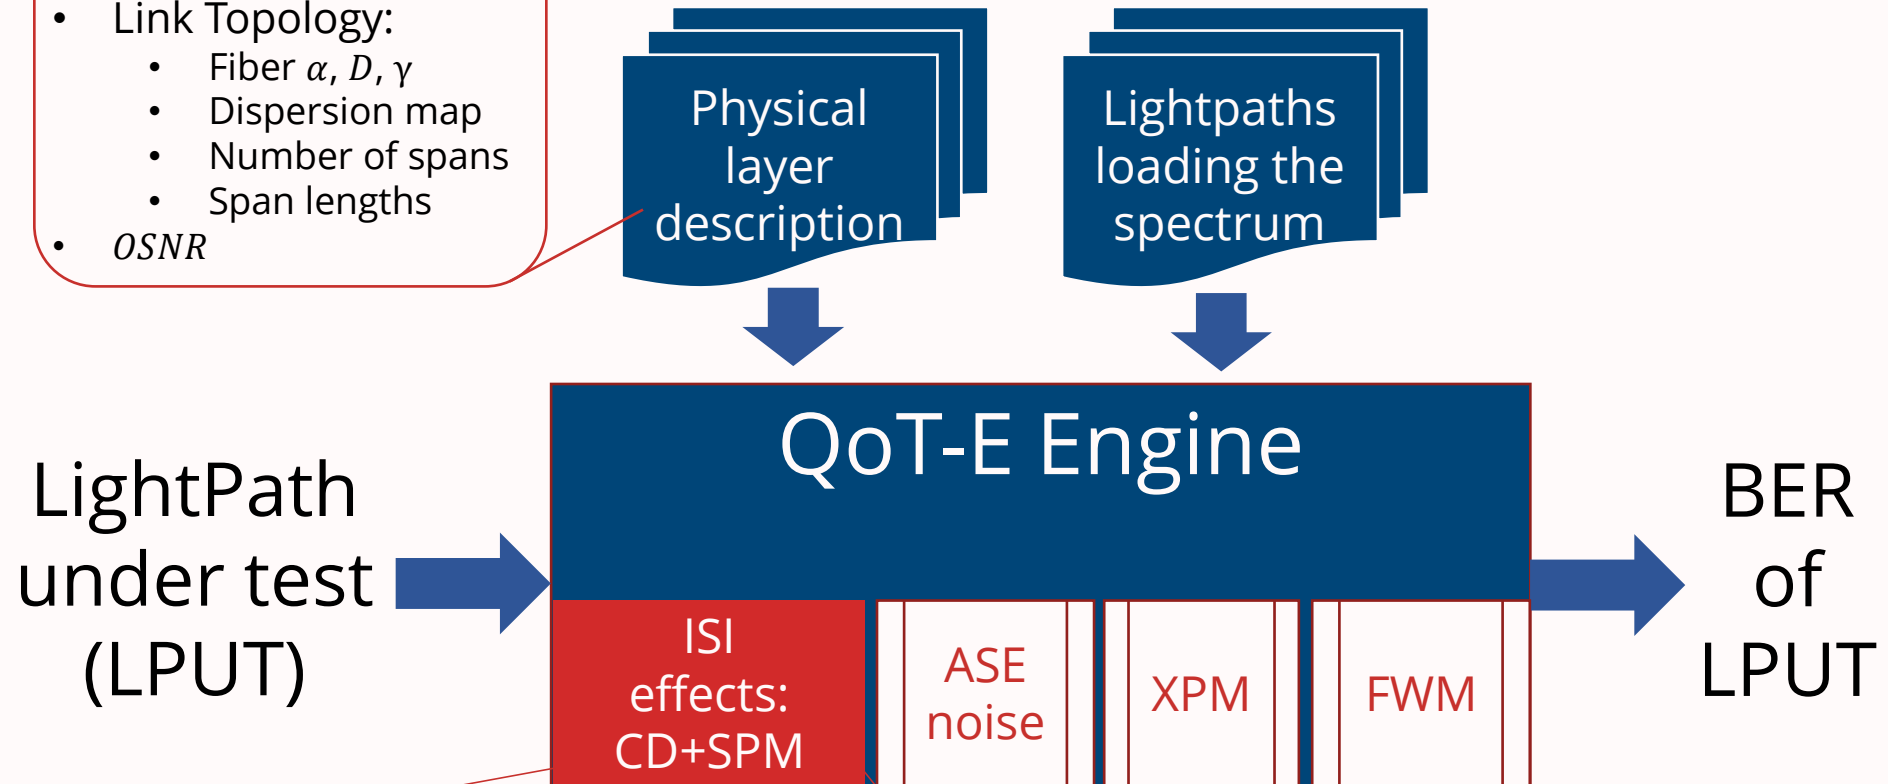 • Link Topology:
• Fiber α, D, γ
• Dispersion map
• Number of spans
• Span lengths
• OSNR
Physical
layer
description
Lightpaths
loading the
spectrum
QoT-E Engine
LightPath
under test
(LPUT)
BER
of
LPUT
ISI
effects:
CD+SPM
ASE
noise
XPM
FWM